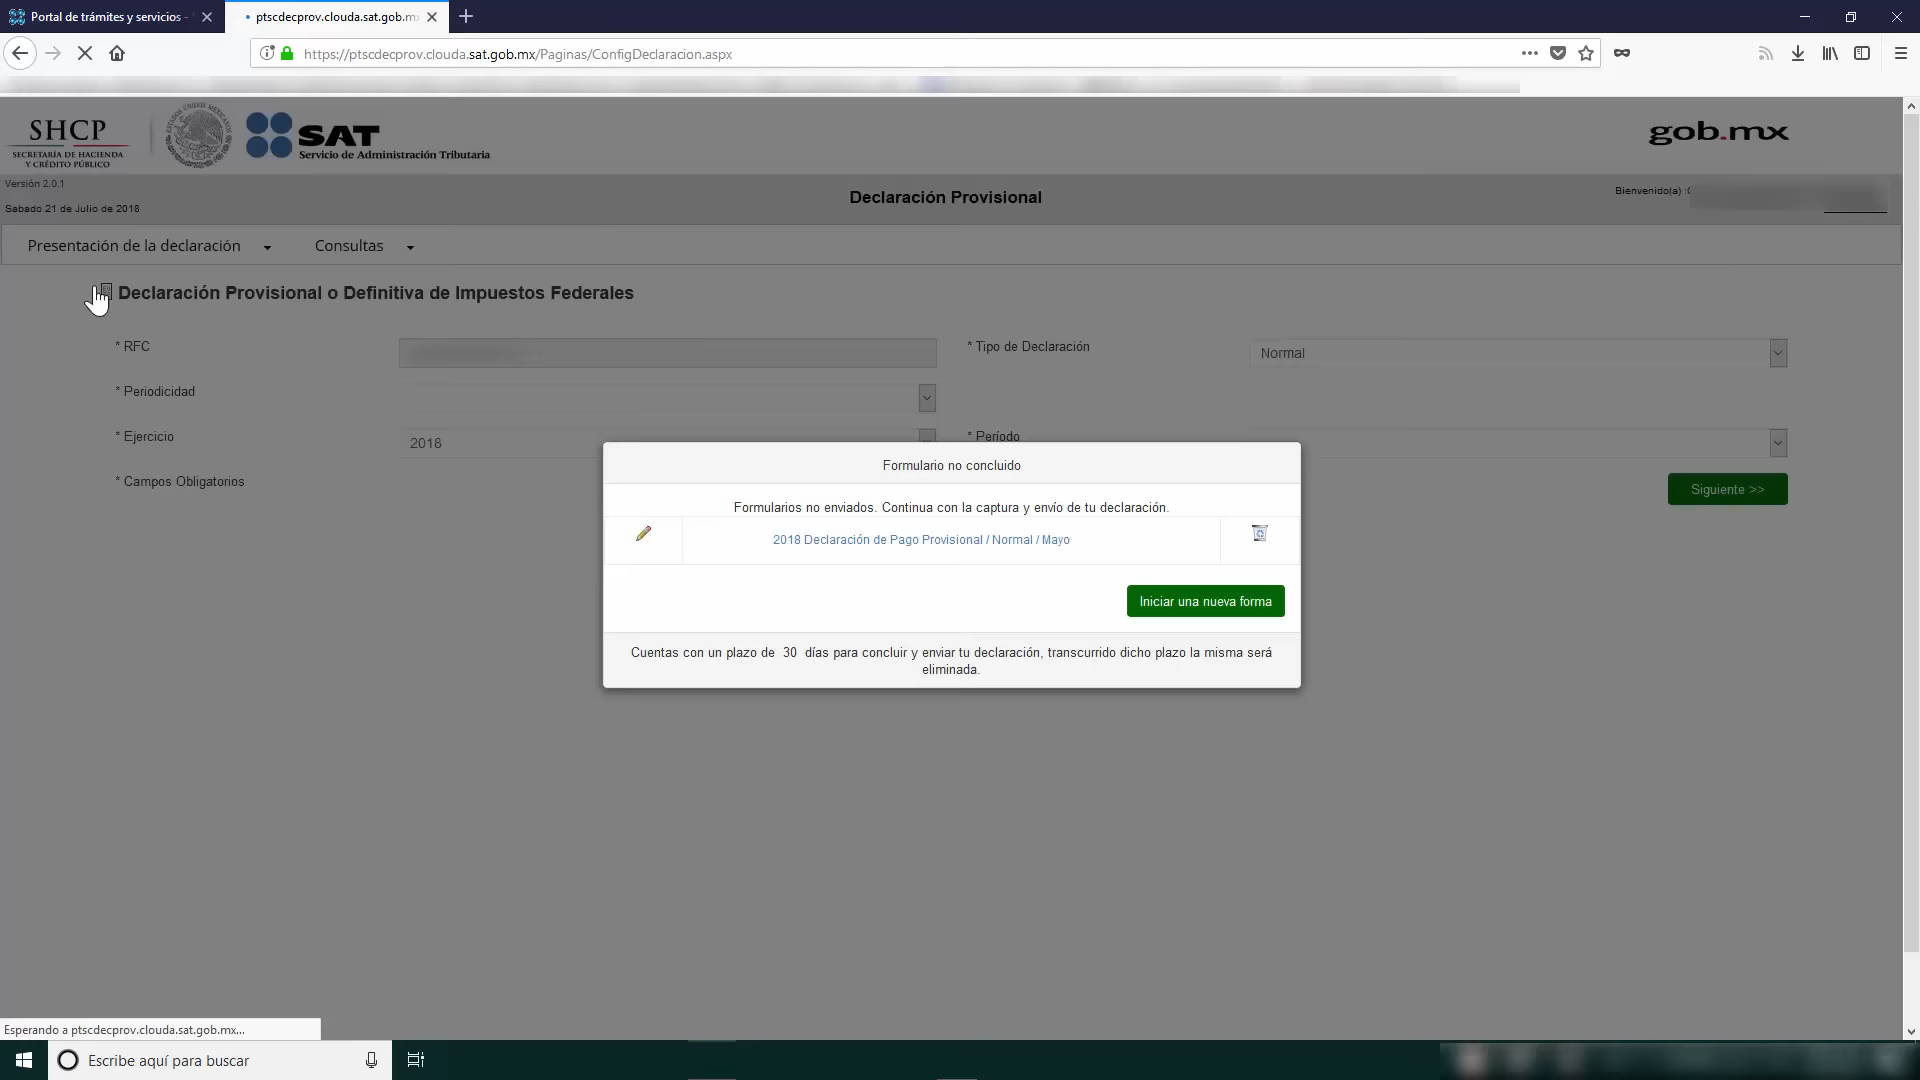 Portal de trámites y servicios -
ptscdecprov.clouda.sat.gob.m
https://ptscdecprov.clouda.sat.gob.mx/Paginas/ConfigDeclaracion.aspx
SHCP
SECRETARÍA DE HACIENDA
Y CRÉDITO PÚBLICO
ESTADOS UNIDOS MEXICANOS
SAT
Servicio de Administración Tributaria
gob.mx
Versión 2.0.1
Sabado 21 de Julio de 2018
Declaración Provisional
Bienvenido(a) :
Presentación de la declaración
Consultas
Declaración Provisional o Definitiva de Impuestos Federales
* RFC
* Tipo de Declaración
Normal
* Periodicidad
* Ejercicio
2018
* Período
* Campos Obligatorios
Siguiente >>
Formulario no concluido
Formularios no enviados. Continua con la captura y envío de tu declaración.
2018 Declaración de Pago Provisional / Normal / Mayo
Iniciar una nueva forma
Cuentas con un plazo de 30 días para concluir y enviar tu declaración, transcurrido dicho plazo la misma será
eliminada.
Esperando a ptscdecprov.clouda.sat.gob.mx...
Escribe aquí para buscar